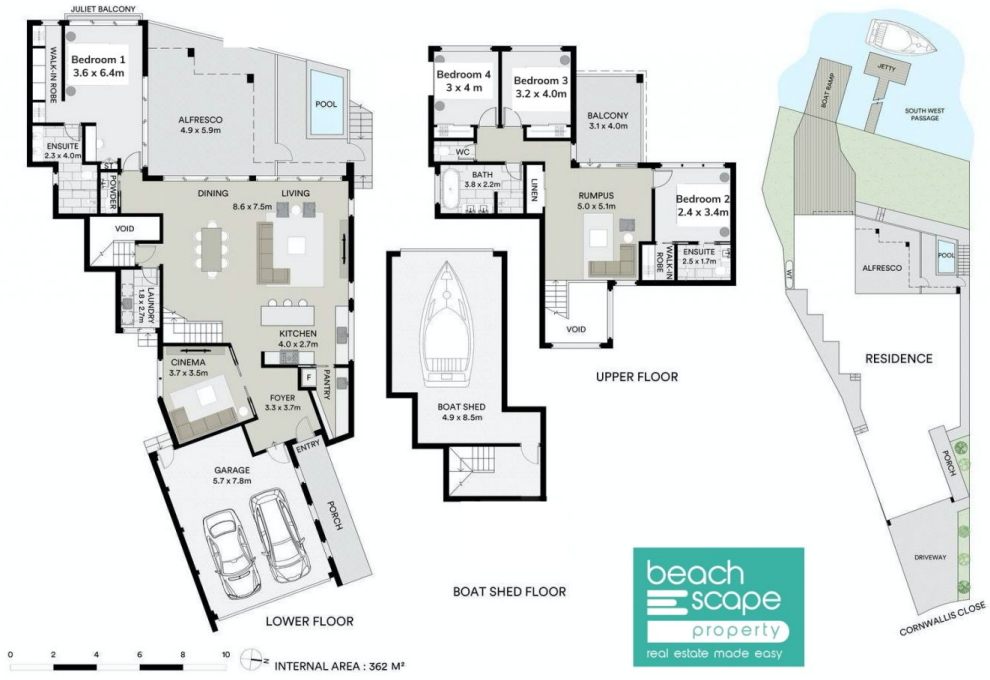 JULIET BALCONY
WALK-IN ROBE
Bedroom 1
3.6 x 6.4m
ENSUITE
2.3 x 4.0m
ST
POWDER
ALFRESCO
4.9 x 5.9m
POOL
DINING
LIVING
8.6 x 7.5m
VOID
LAUNDRY
1.8 x 2.7m
KITCHEN
4.0 x 2.7m
CINEMA
3.7 x 3.5m
F
PANTRY
FOYER
3.3 x 3.7m
ENTRY
GARAGE
5.7 x 7.8m
PORCH
LOWER FLOOR
0 2 4 6 8 10
N
INTERNAL AREA : 362 M²
Bedroom 4
3 x 4 m
Bedroom 3
3.2 x 4.0m
BALCONY
3.1 x 4.0m
WC
BATH
3.8 x 2.2m
LINEN
RUMPUS
5.0 x 5.1m
Bedroom 2
2.4 x 3.4m
WALK-IN
ROBE
ENSUITE
2.5 x 1.7m
VOID
UPPER FLOOR
BOAT SHED
4.9 x 8.5m
BOAT SHED FLOOR
BOAT RAMP
JETTY
SOUTH WEST
PASSAGE
WT
ALFRESCO
POOL
RESIDENCE
PORCH
DRIVEWAY
CORNWALLIS CLOSE
beach
Escape
property
real estate made easy